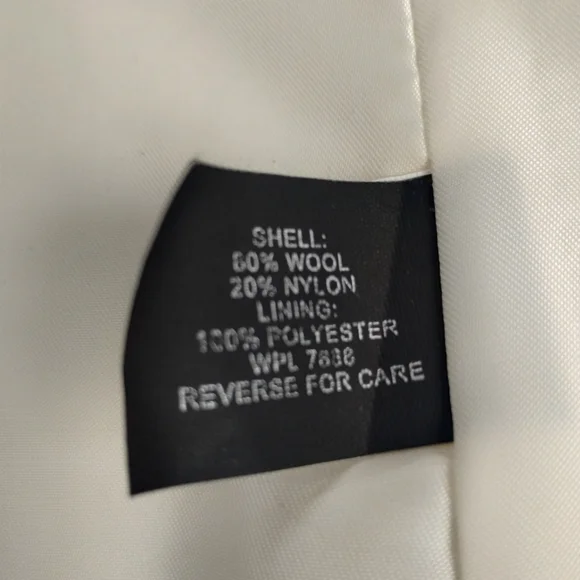 SHELL:
80% WOOL
20% NYLON
LINING:
100% POLYESTER
WPL
REVERSE FOR CARE